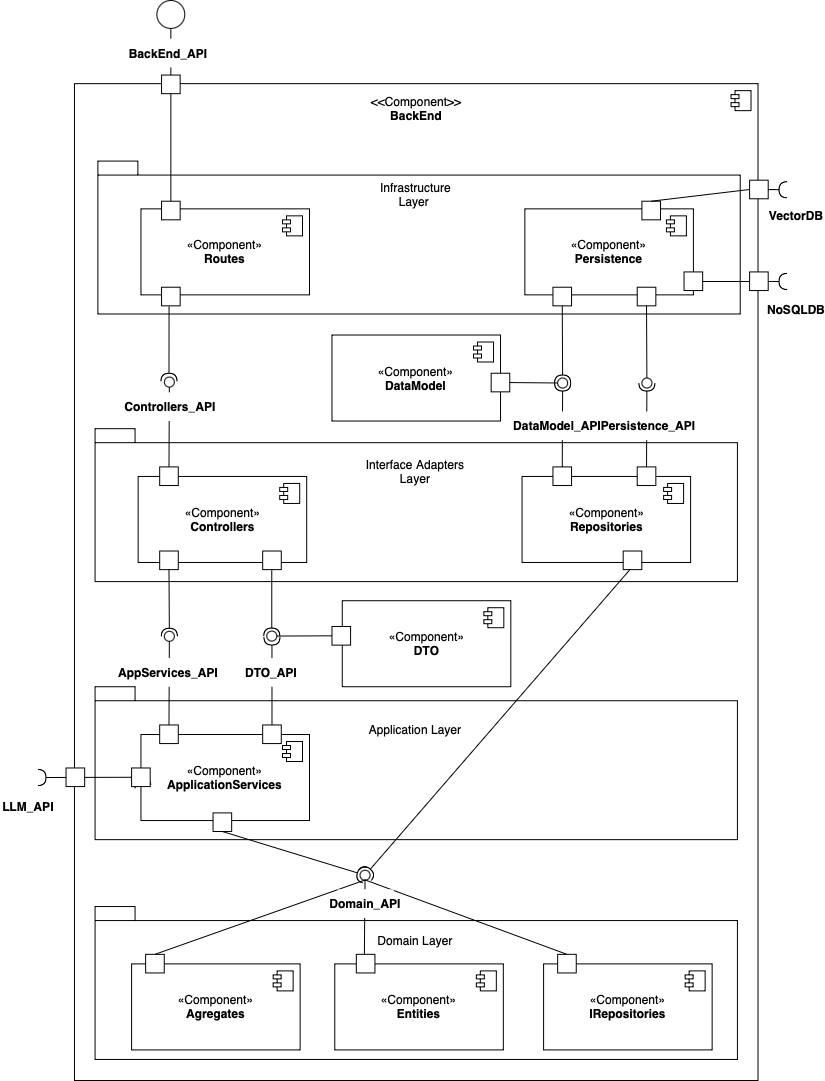 BackEnd_API
<<Component>>
BackEnd
Infrastructure
Layer
«Component»
Routes
«Component»
Persistence
VectorDB
NoSQLDB
«Component»
DataModel
Controllers_API
DataModel_API
Persistence_API
Interface Adapters
Layer
«Component»
Controllers
«Component»
Repositories
«Component»
DTO
AppServices_API
DTO_API
Application Layer
«Component»
ApplicationServices
LLM_API
Domain_API
Domain Layer
«Component»
Agregates
«Component»
Entities
«Component»
IRepositories